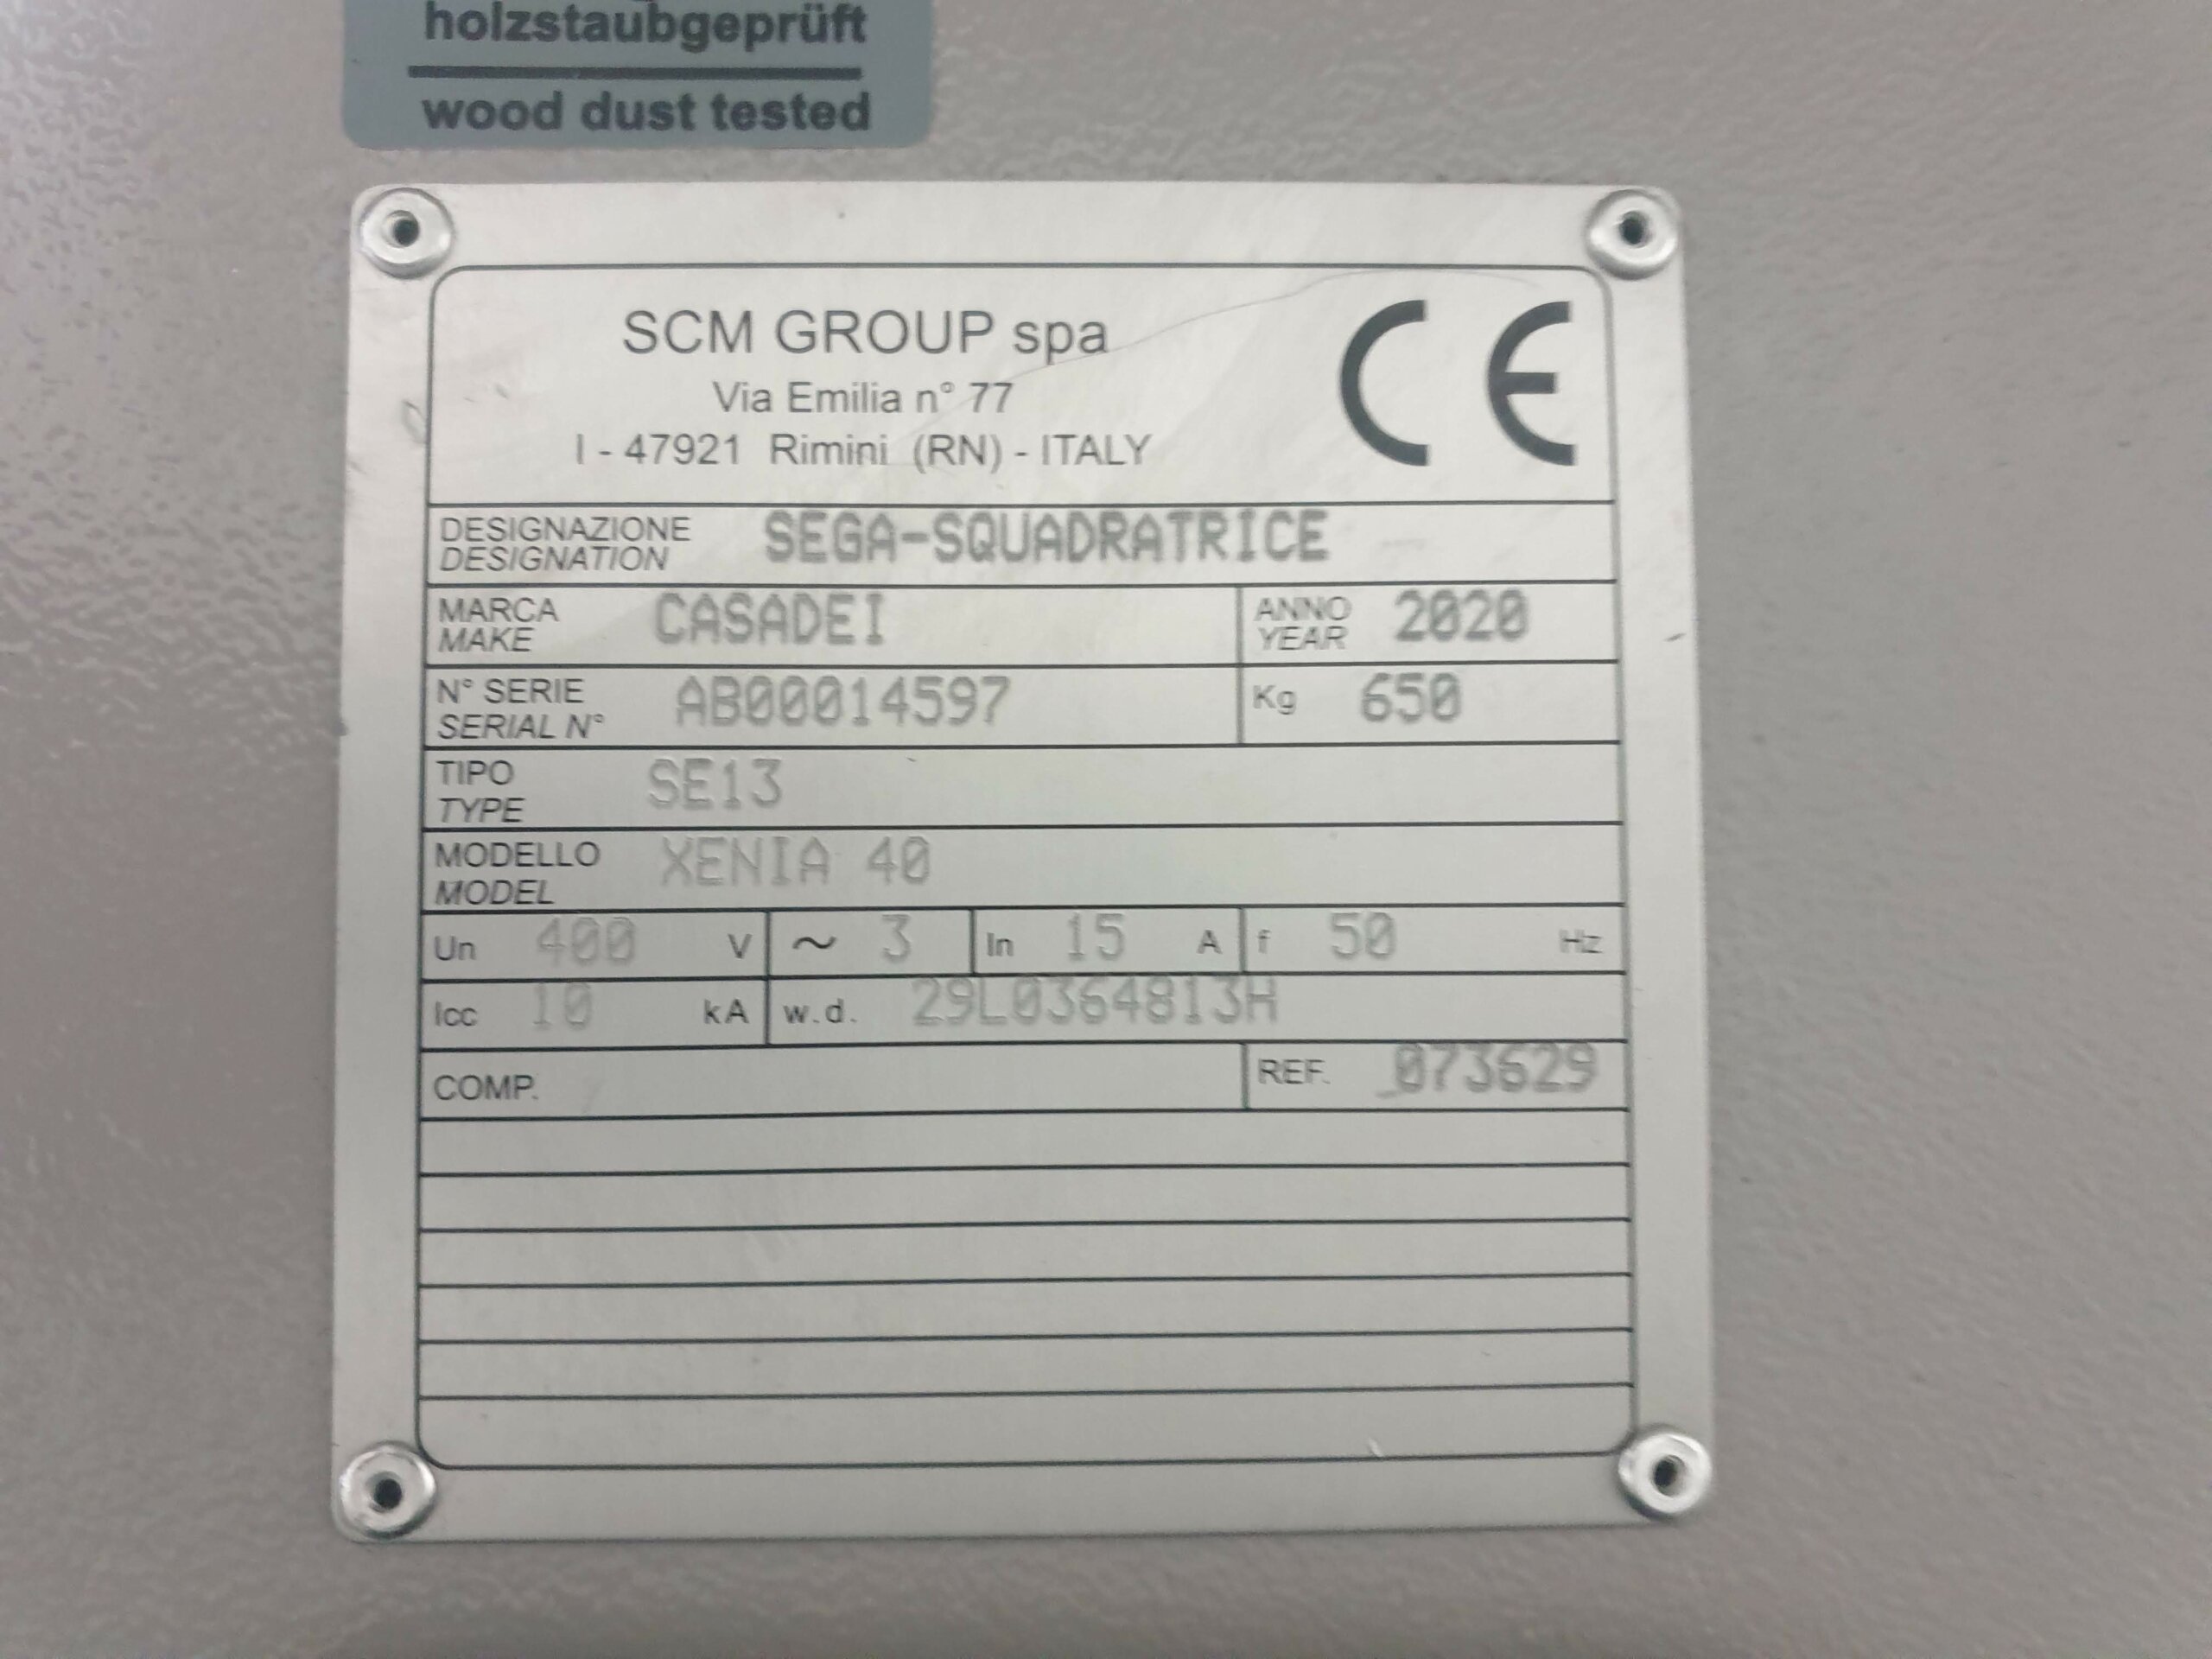 holzstaubgeprüft
wood dust tested
SCM GROUP spa
Via Emilia n° 77
I - 47921 Rimini (RN) - ITALY
CE
DESIGNAZIONE
DESIGNATION
SEGA-SQUADRATRICE
MARCA
MAKE
CASADEI
ANNO
YEAR
2020
N° SERIE
SERIAL N°
AB00014597
Kg 650
TIPO
TYPE
SE13
MODELLO
MODEL
XENIA 40
Un 400 V ~ 3 In 15 A f 50 Hz
Icc 10 kA w.d. 29L0364813H
COMP. REF. 073629